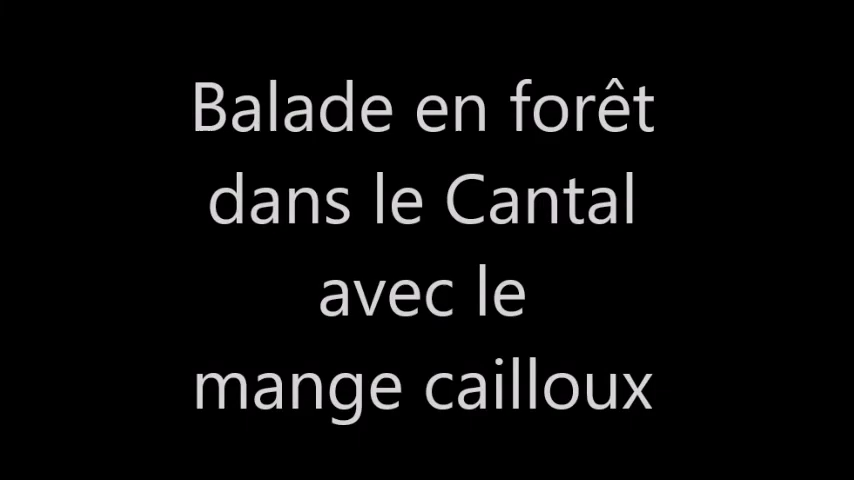 Balade en forêt
dans le Cantal
avec le
mange cailloux